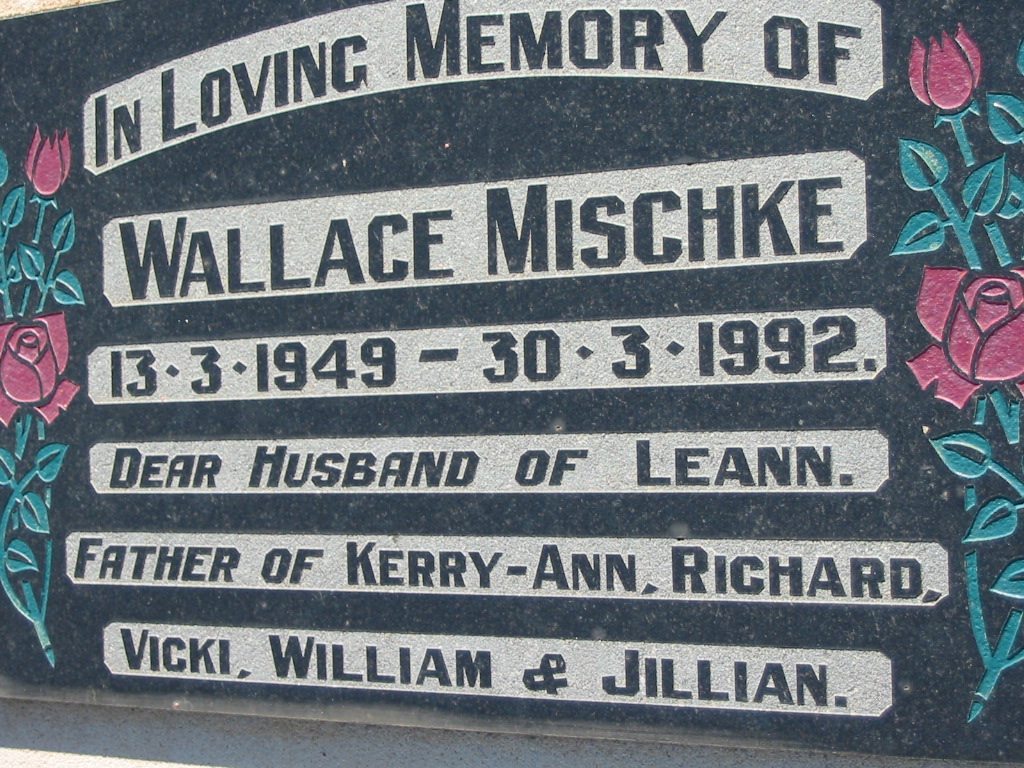 In Loving Memory of
Wallace Mischke
13·3·1949 – 30·3·1992.
Dear Husband of Leann.
Father of Kerry-Ann, Richard,
Vicki, William & Jillian.